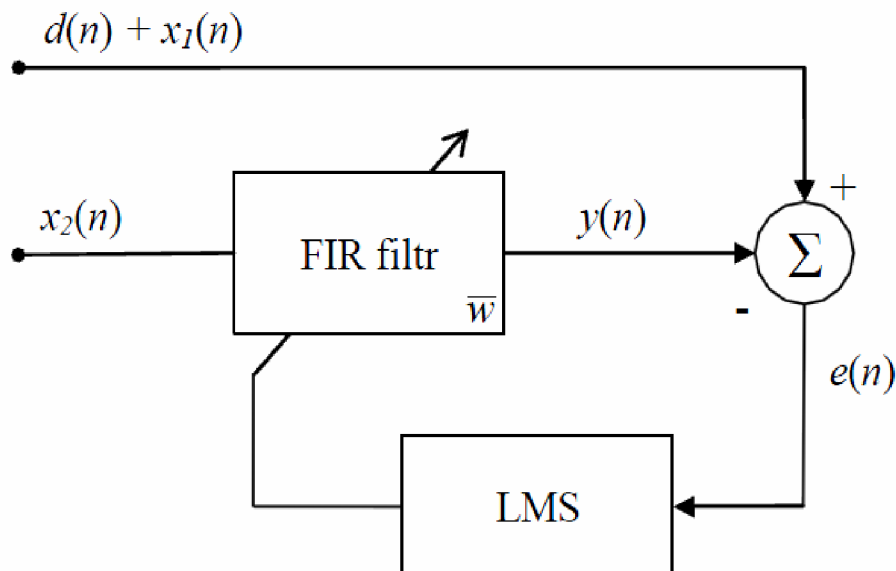 d(n) + x₁(n)
x₂(n)
FIR filtr
w̅
y(n)
+
Σ
-
e(n)
LMS